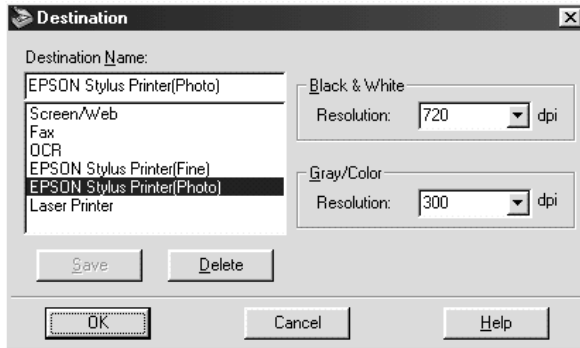 Destination
Destination Name:
EPSON Stylus Printer(Photo)
Screen/Web
Fax
OCR
EPSON Stylus Printer(Fine)
EPSON Stylus Printer(Photo)
Laser Printer
Black & White
Resolution: 720 dpi
Gray/Color
Resolution: 300 dpi
Save Delete
OK Cancel Help